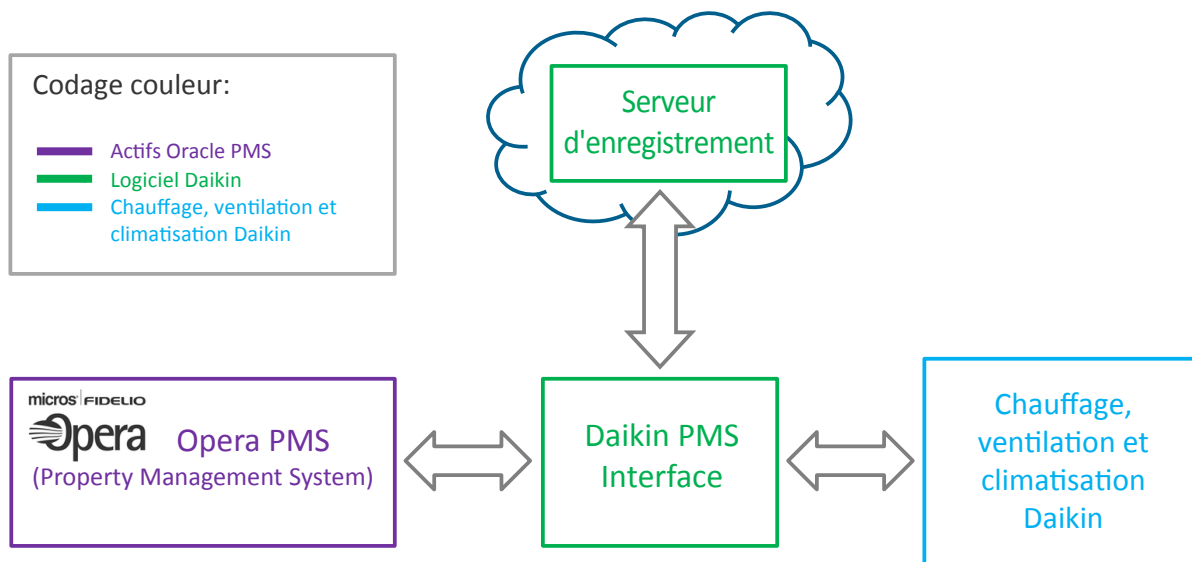 Codage couleur:
Actifs Oracle PMS
Logiciel Daikin
Chauffage, ventilation et
climatisation Daikin
Serveur
d'enregistrement
micros FIDELIO
Opera Opera PMS
(Property Management System)
Daikin PMS
Interface
Chauffage,
ventilation et
climatisation
Daikin